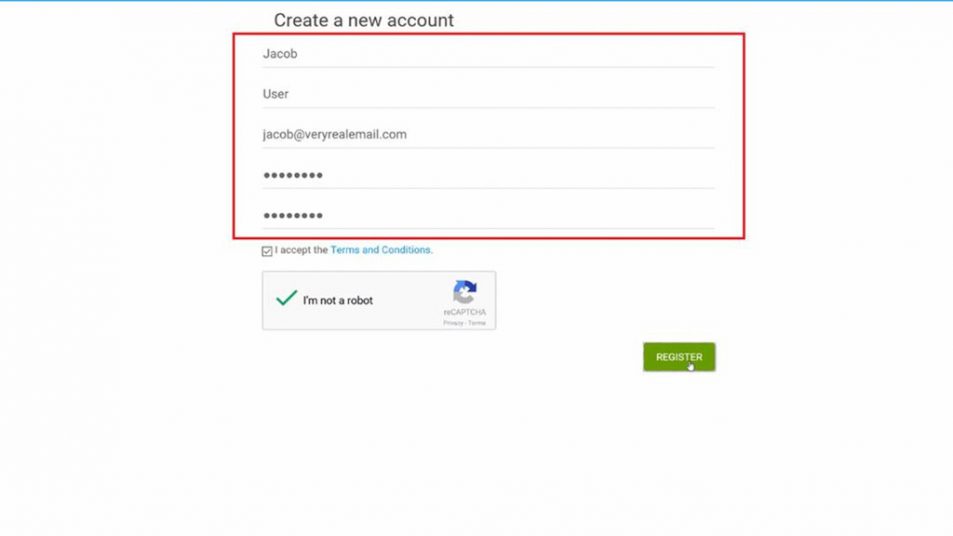 Create a new account
Jacob
User
jacob@veryrealemail.com
••••••••
••••••••
I accept the Terms and Conditions.
I'm not a robot
reCAPTCHA
Privacy - Terms
REGISTER